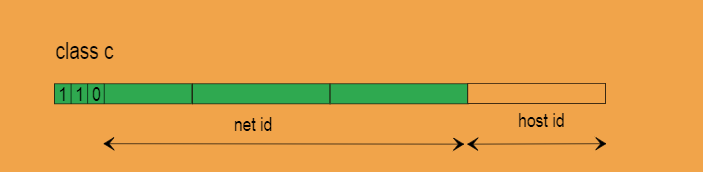 class c
1 1 0
net id
host id